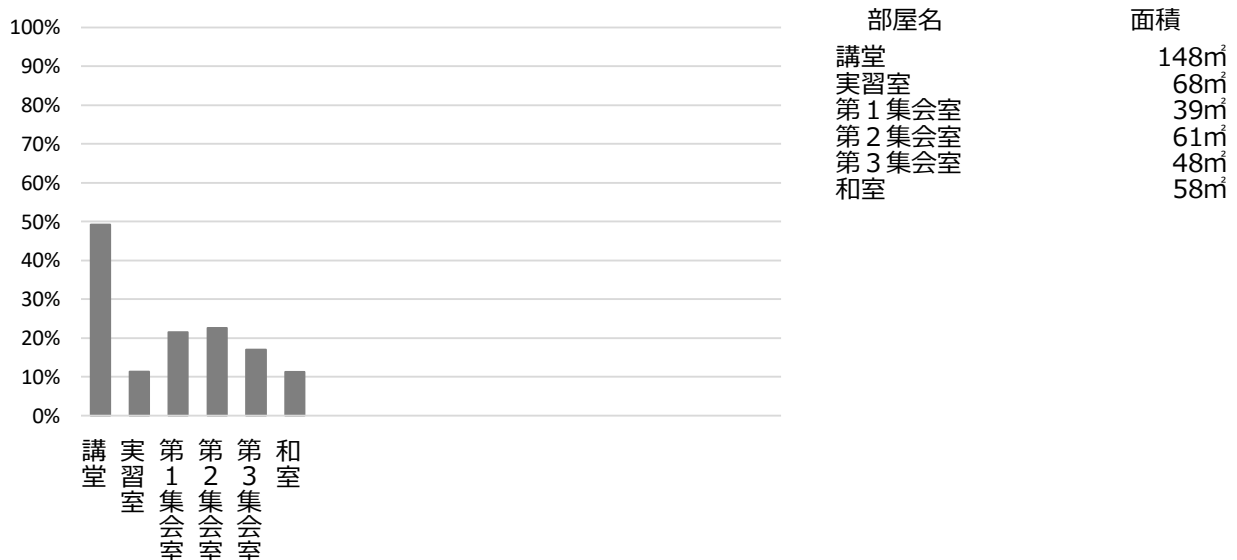 100%
90%
80%
70%
60%
50%
40%
30%
20%
10%
0%
講堂
実習室
第1集会室
第2集会室
第3集会室
和室
部屋名 面積
講堂 148㎡
実習室 68㎡
第1集会室 39㎡
第2集会室 61㎡
第3集会室 48㎡
和室 58㎡